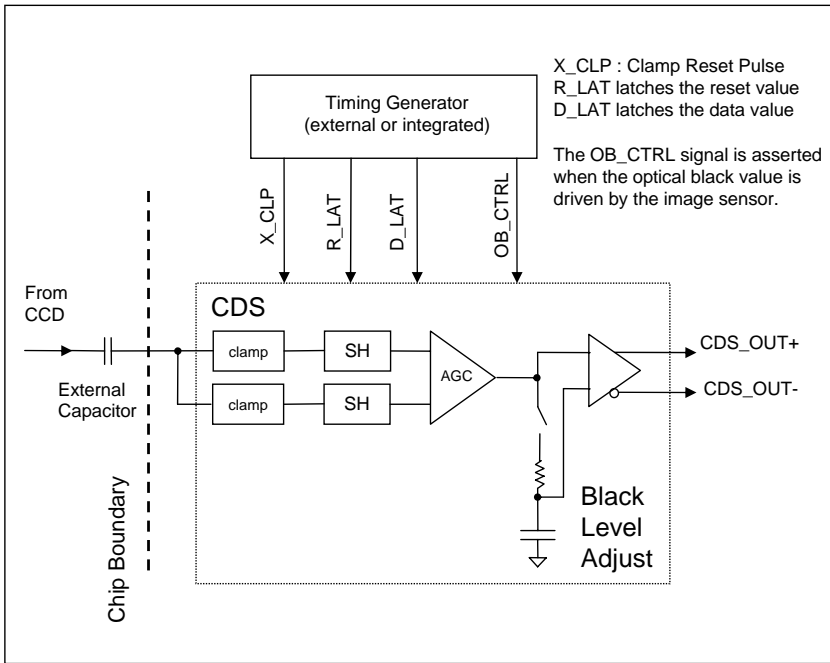 Timing Generator
(external or integrated)
X_CLP : Clamp Reset Pulse
R_LAT latches the reset value
D_LAT latches the data value
The OB_CTRL signal is asserted
when the optical black value is
driven by the image sensor.
X_CLP
R_LAT
D_LAT
OB_CTRL
From
CCD
External
Capacitor
Chip Boundary
CDS
clamp
SH
clamp
SH
AGC
CDS_OUT+
CDS_OUT-
Black
Level
Adjust